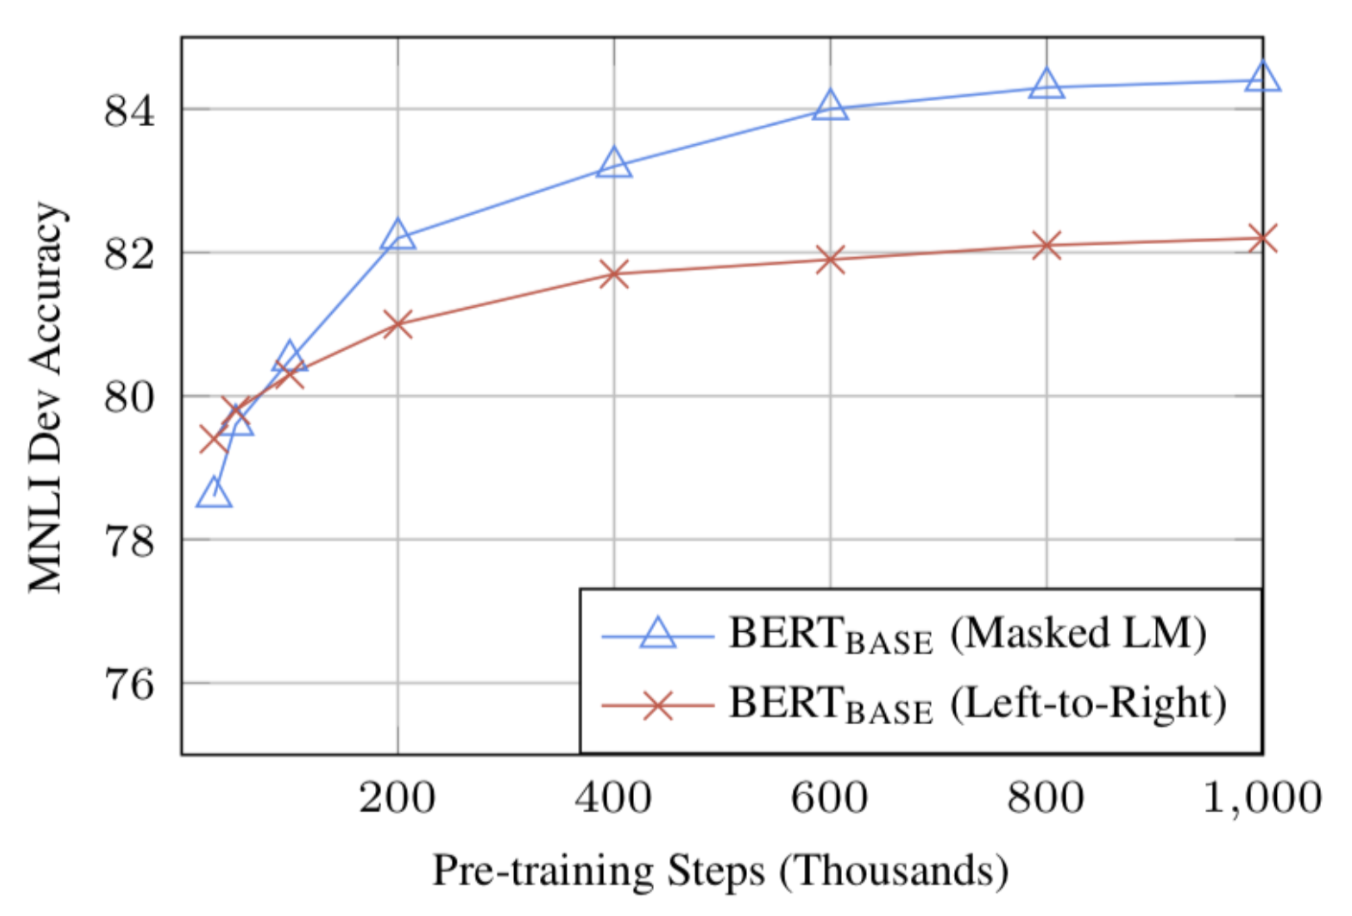 84
82
80
78
76
MNLI Dev Accuracy
BERTBASE (Masked LM)
BERTBASE (Left-to-Right)
200 400 600 800 1,000
Pre-training Steps (Thousands)